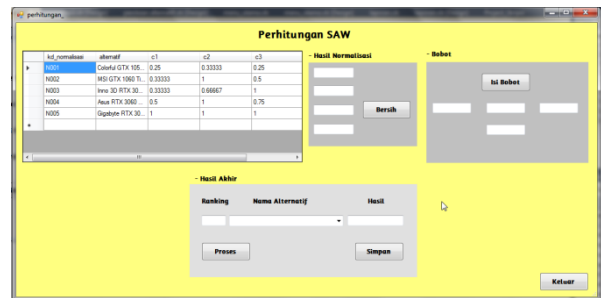 perhitungan_
Perhitungan SAW
kd_normalisasi alternatif c1 c2 c3
N001 Colorful GTX 105... 0.25 0.33333 0.25
N002 MSI GTX 1060 Ti... 0.33333 1 0.5
N003 Inno 3D RTX 30... 0.33333 0.66667 1
N004 Asus RTX 3060 ... 0.5 1 0.75
N005 Gigabyte RTX 30... 1 1 1
- Hasil Normalisasi
Bersih
- Bobot
Isi Bobot
- Hasil Akhir
Ranking Nama Alternatif Hasil
Proses Simpan
Keluar